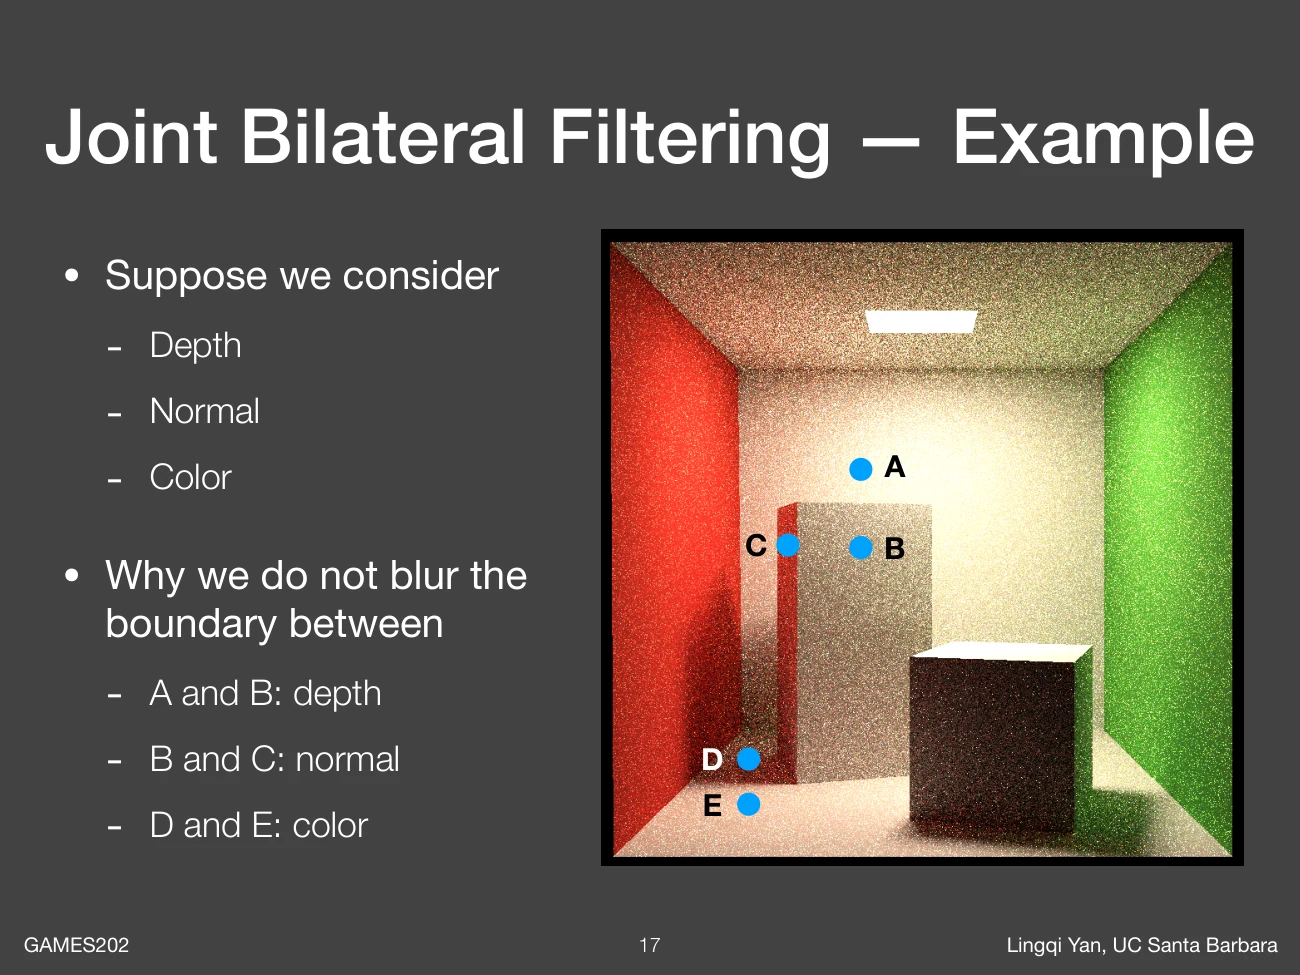 Joint Bilateral Filtering — Example
• Suppose we consider
- Depth
- Normal
- Color
• Why we do not blur the
boundary between
- A and B: depth
- B and C: normal
- D and E: color
A
C
B
D
E
GAMES202
17
Lingqi Yan, UC Santa Barbara